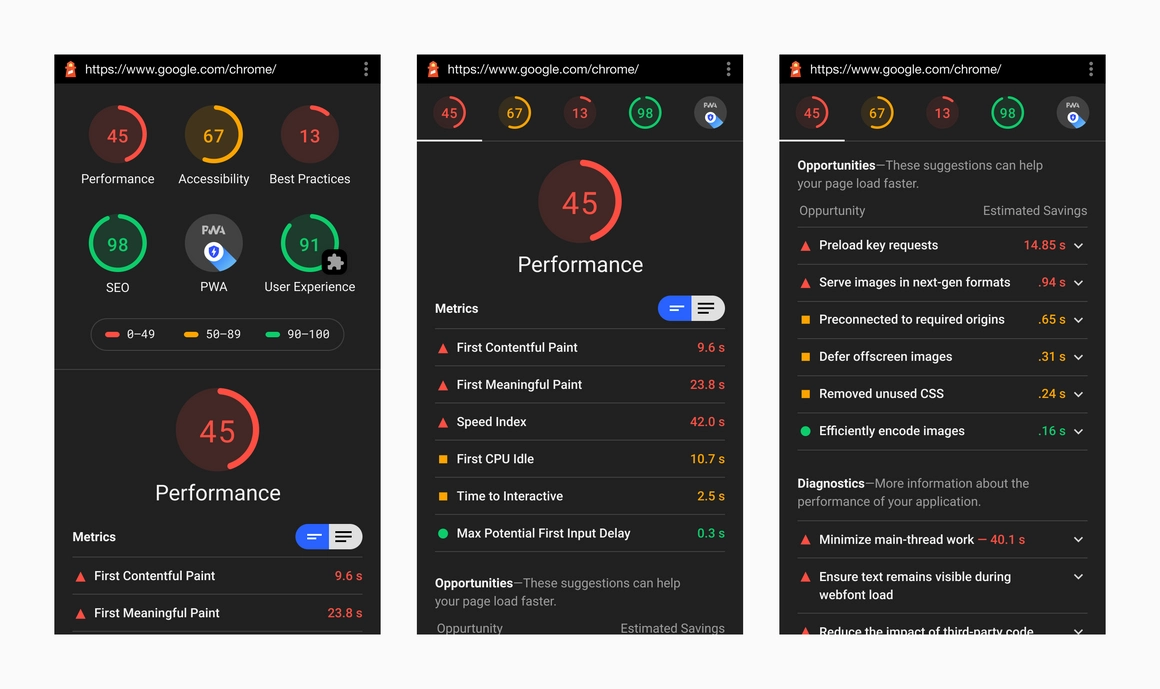 https://www.google.com/chrome/
45
67
13
Performance
Accessibility
Best Practices
98
PWA
91
SEO
PWA
User Experience
0–49
50–89
90–100
45
Performance
Metrics
First Contentful Paint
9.6 s
First Meaningful Paint
23.8 s
https://www.google.com/chrome/
45
67
13
98
PWA
45
Performance
Metrics
First Contentful Paint
9.6 s
First Meaningful Paint
23.8 s
Speed Index
42.0 s
First CPU Idle
10.7 s
Time to Interactive
2.5 s
Max Potential First Input Delay
0.3 s
Opportunities—These suggestions can help
your page load faster.
Oppurtunity
Estimated Savings
https://www.google.com/chrome/
45
67
13
98
PWA
Opportunities—These suggestions can help
your page load faster.
Oppurtunity
Estimated Savings
Preload key requests
14.85 s
Serve images in next-gen formats
.94 s
Preconnected to required origins
.65 s
Defer offscreen images
.31 s
Removed unused CSS
.24 s
Efficiently encode images
.16 s
Diagnostics—More information about the
performance of your application.
Minimize main-thread work — 40.1 s
Ensure text remains visible during
webfont load
Reduce the impact of third-party code